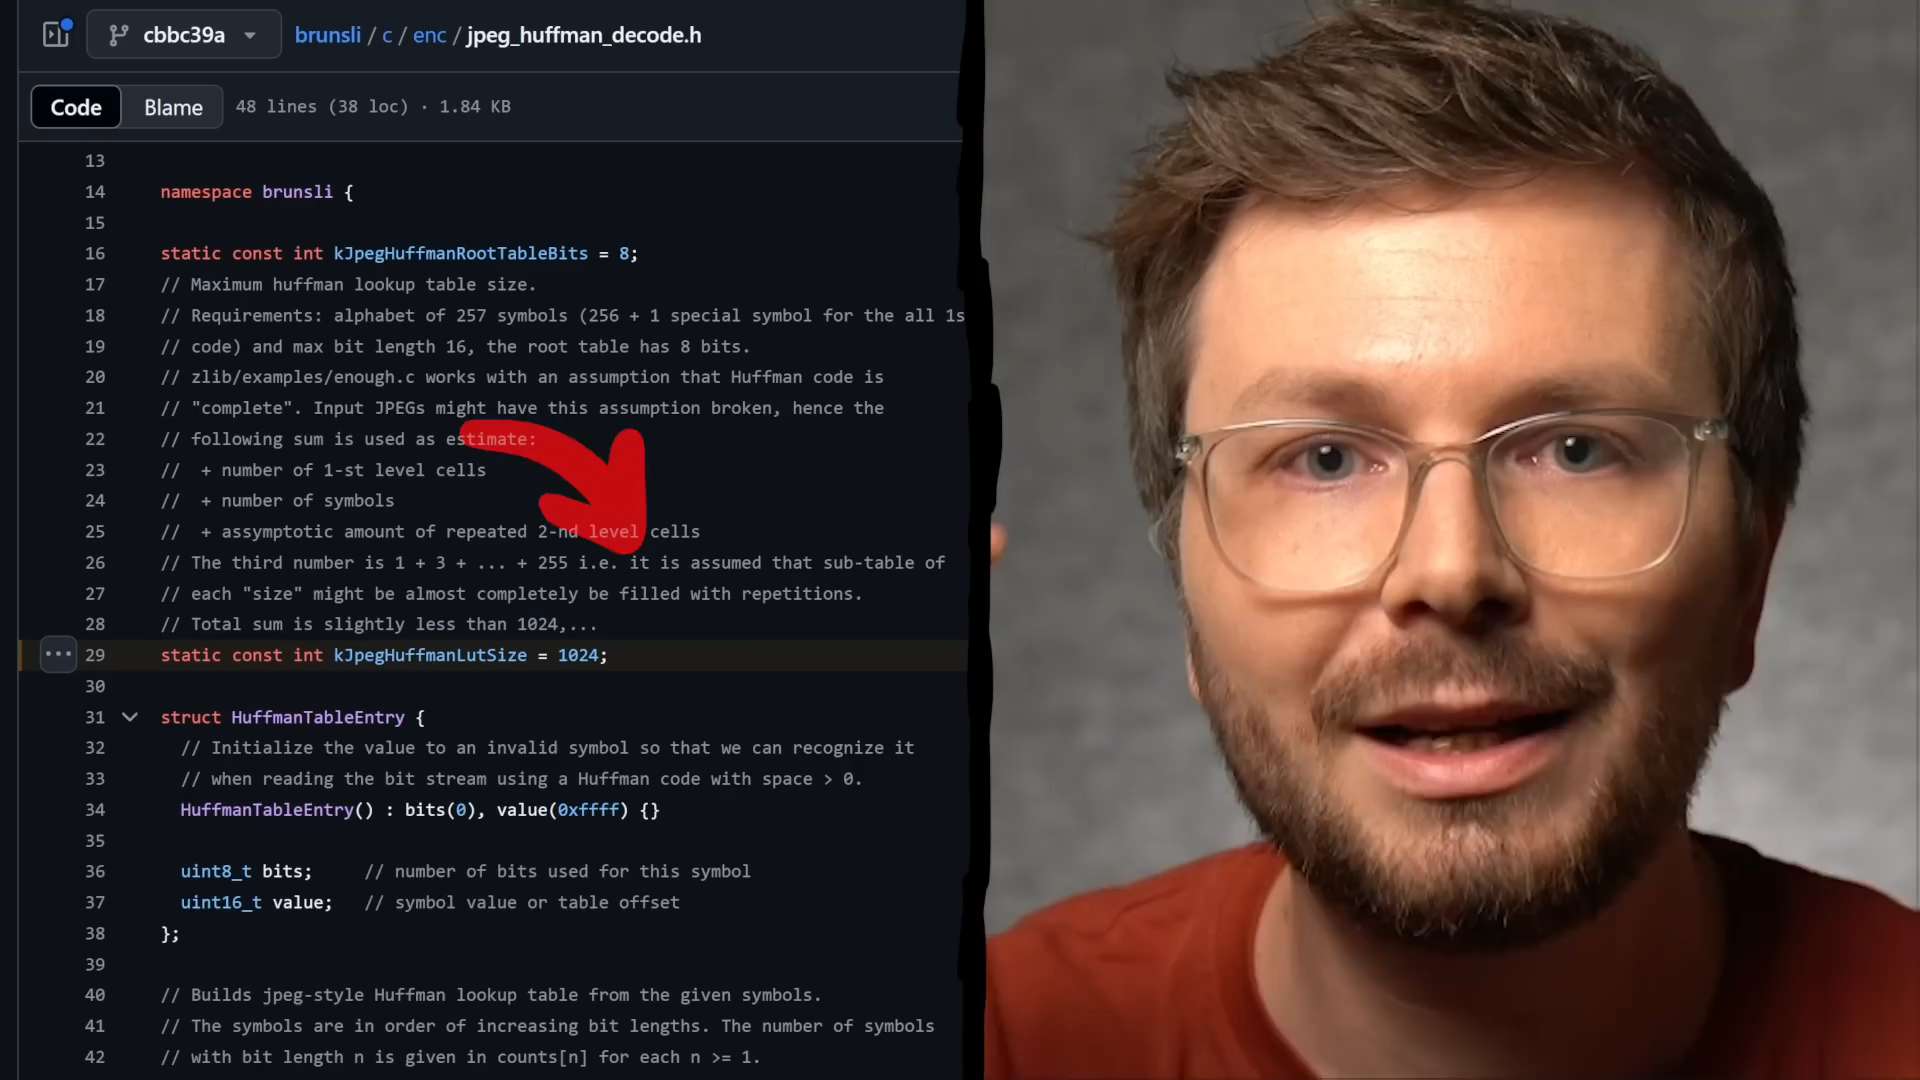 cbbc39a brunsli / c / enc / jpeg_huffman_decode.h
Code Blame 48 lines (38 loc) · 1.84 KB
13
14 namespace brunsli {
15
16 static const int kJpegHuffmanRootTableBits = 8;
17 // Maximum huffman lookup table size.
18 // Requirements: alphabet of 257 symbols (256 + 1 special symbol for the all 1s
19 // code) and max bit length 16, the root table has 8 bits.
20 // zlib/examples/enough.c works with an assumption that Huffman code is
21 // "complete". Input JPEGs might have this assumption broken, hence the
22 // following sum is used as estimate:
23 // + number of 1-st level cells
24 // + number of symbols
25 // + assymptotic amount of repeated 2-nd level cells
26 // The third number is 1 + 3 + ... + 255 i.e. it is assumed that sub-table of
27 // each "size" might be almost completely be filled with repetitions.
28 // Total sum is slightly less than 1024,...
29 static const int kJpegHuffmanLutSize = 1024;
30
31 struct HuffmanTableEntry {
32 // Initialize the value to an invalid symbol so that we can recognize it
33 // when reading the bit stream using a Huffman code with space > 0.
34 HuffmanTableEntry() : bits(0), value(0xffff) {}
35
36 uint8_t bits; // number of bits used for this symbol
37 uint16_t value; // symbol value or table offset
38 };
39
40 // Builds jpeg-style Huffman lookup table from the given symbols.
41 // The symbols are in order of increasing bit lengths. The number of symbols
42 // with bit length n is given in counts[n] for each n >= 1.